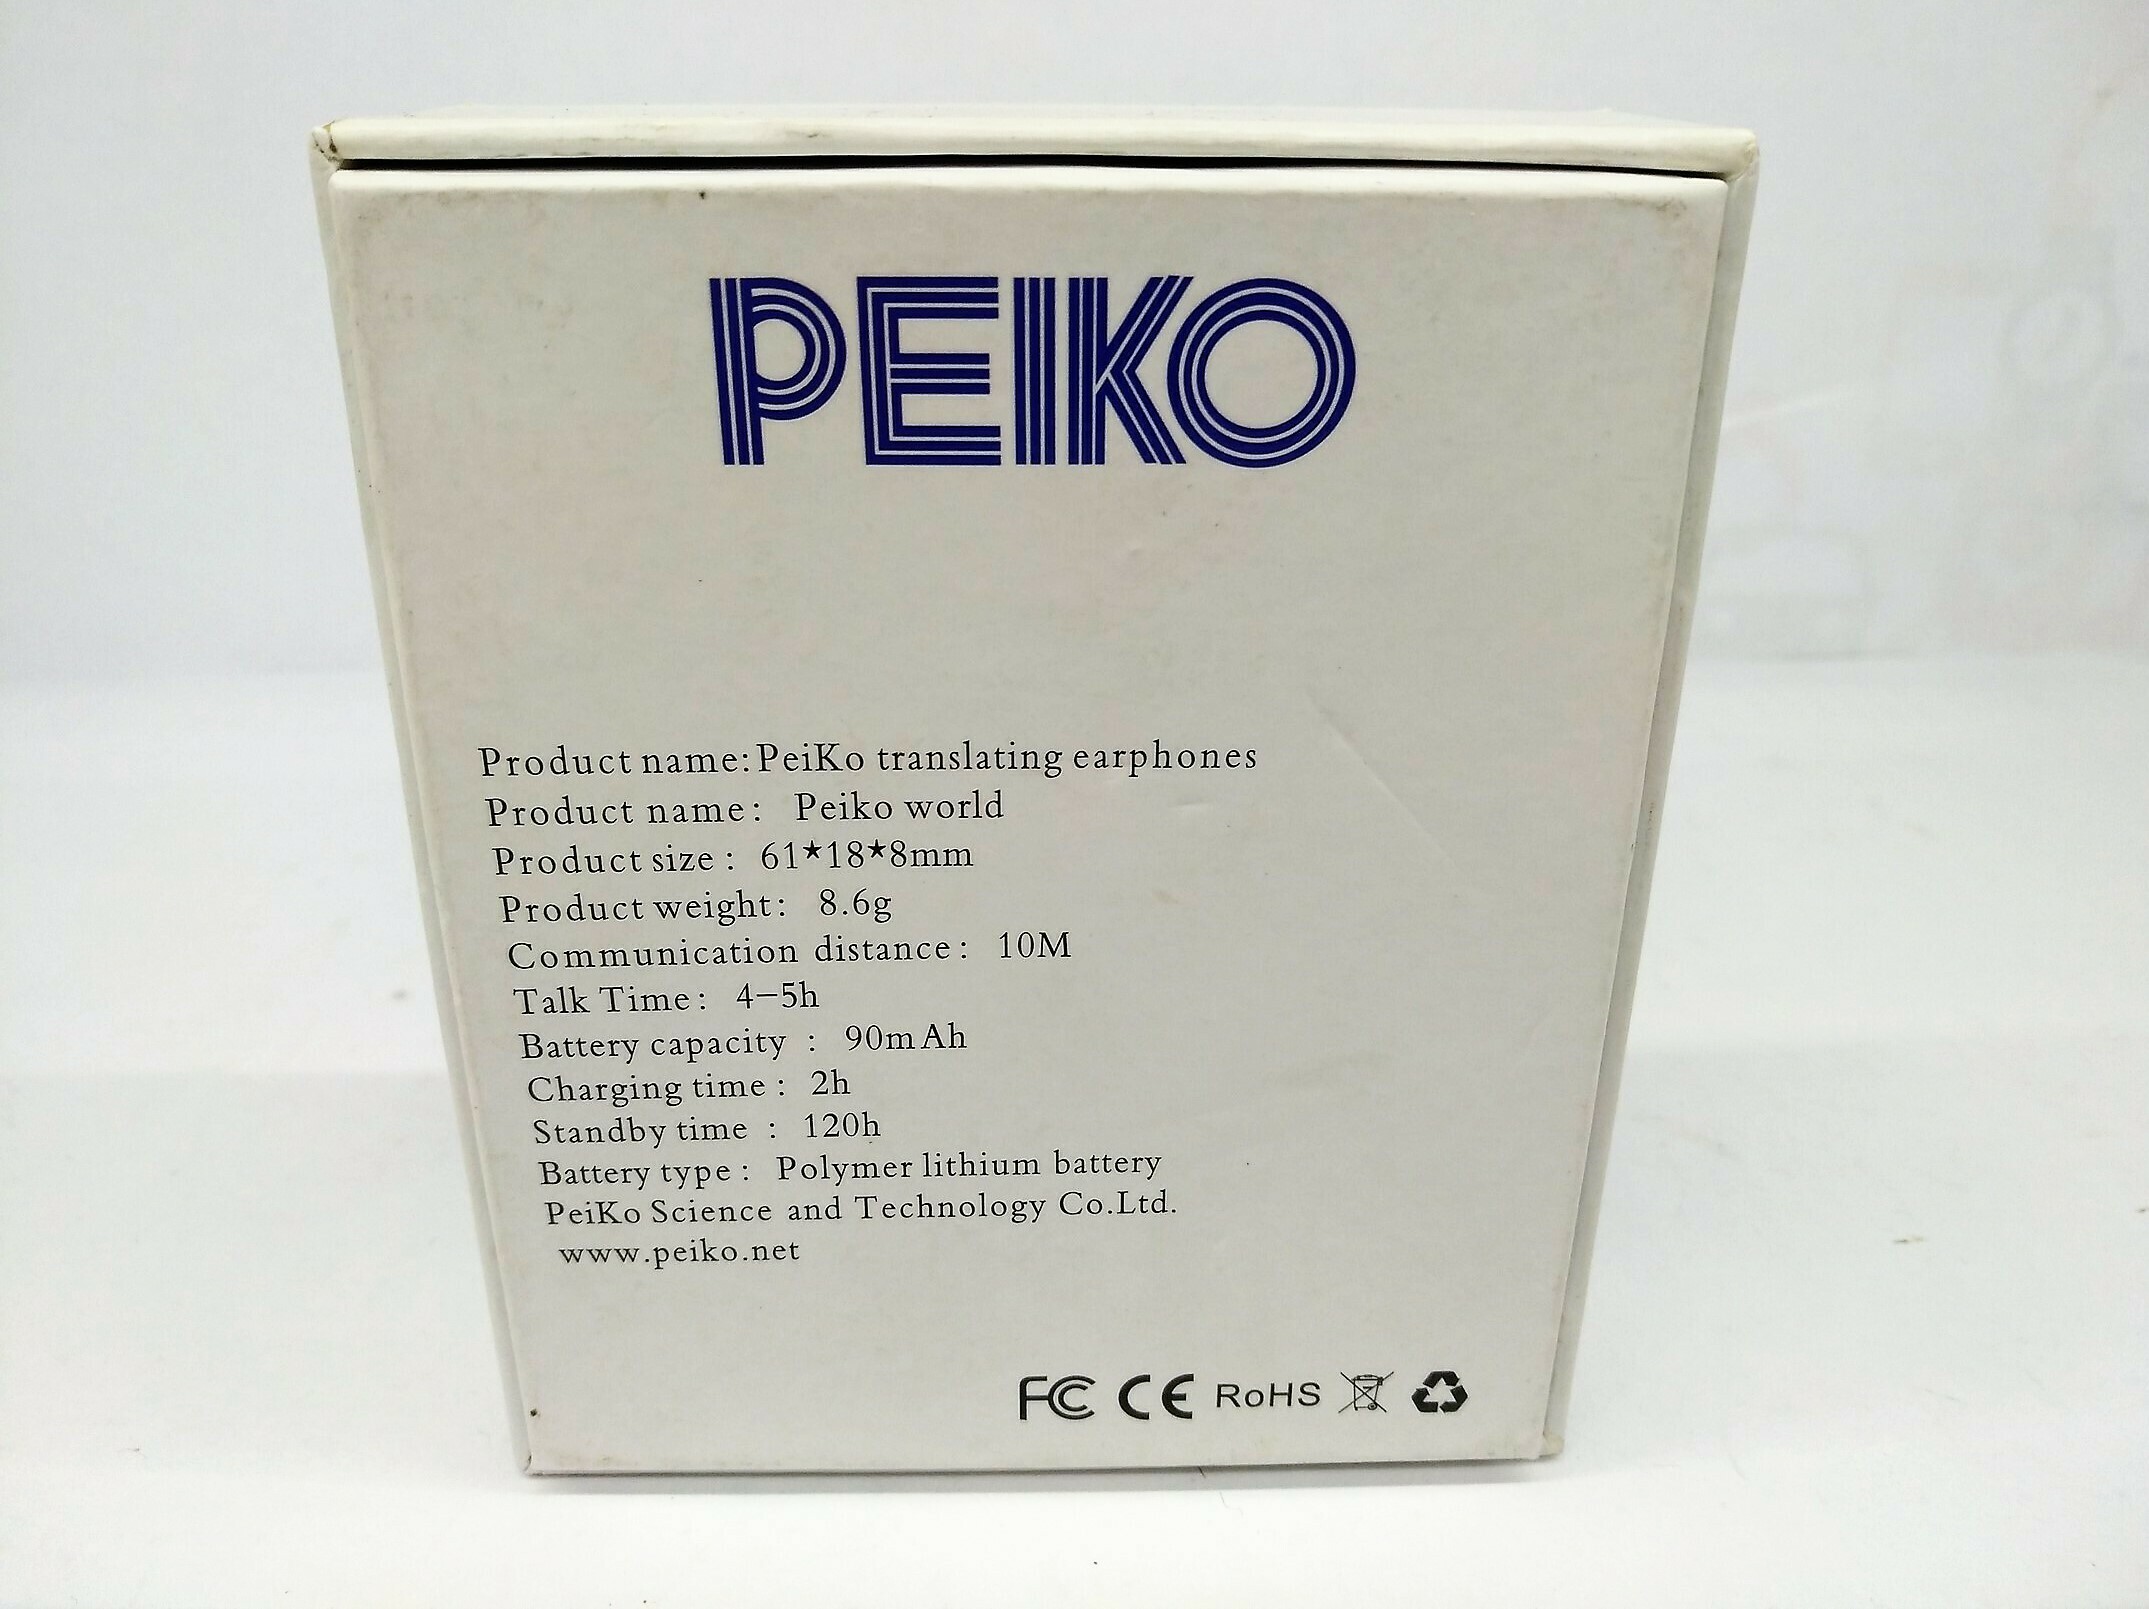 PEIKO
Product name:PeiKo translating earphones
Product name: Peiko world
Product size : 61★18★8mm
Product weight: 8.6g
Communication distance: 10M
Talk Time: 4-5h
Battery capacity : 90mAh
Charging time: 2h
Standby time : 120h
Battery type: Polymer lithium battery
PeiKo Science and Technology Co.Ltd.
www.peiko.net
FC CE RoHS